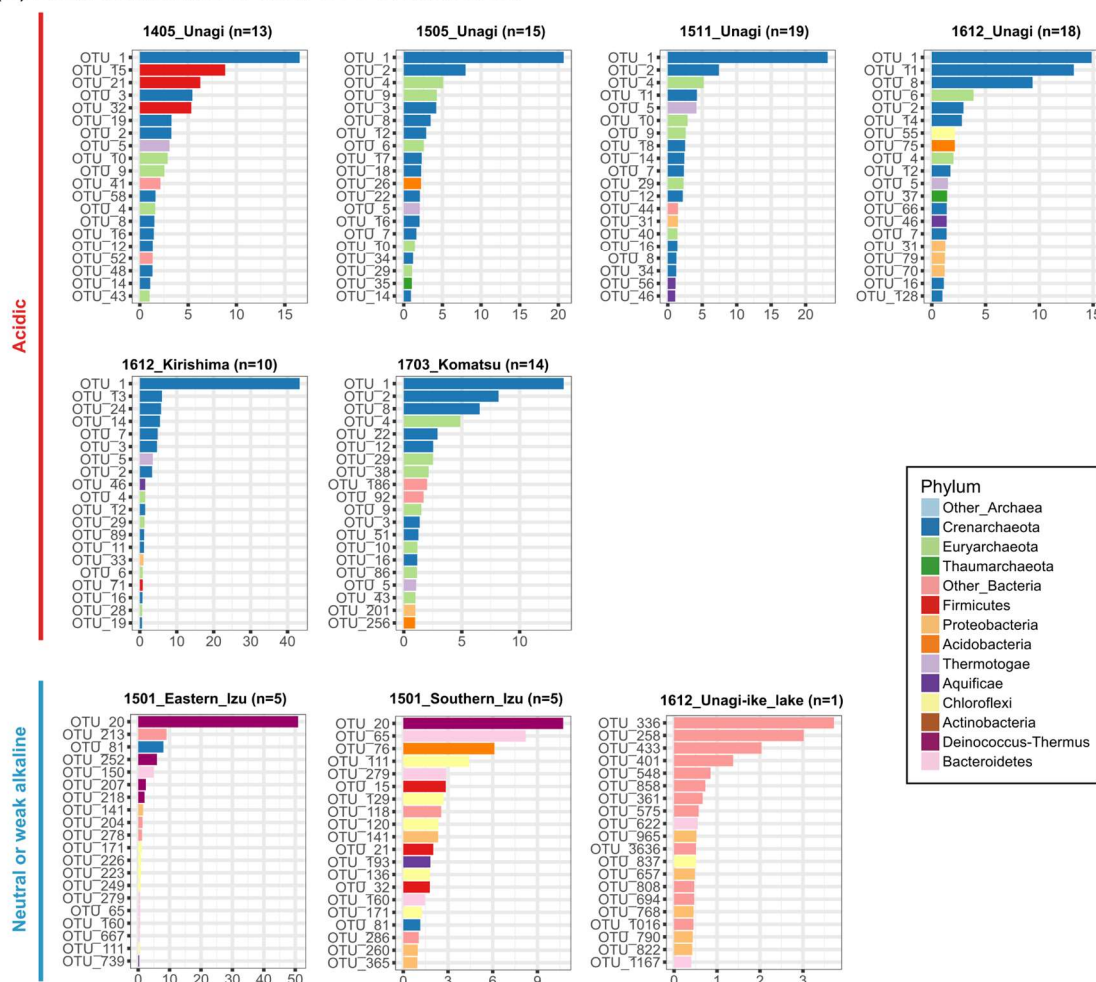 Acidic
1405_Unagi (n=13)
OTU_1
OTU_15
OTU_21
OTU_3
OTU_32
OTU_19
OTU_2
OTU_5
OTU_10
OTU_9
OTU_41
OTU_58
OTU_4
OTU_8
OTU_16
OTU_12
OTU_52
OTU_48
OTU_14
OTU_43
0 5 10 15
1505_Unagi (n=15)
OTU_1
OTU_2
OTU_4
OTU_9
OTU_3
OTU_8
OTU_12
OTU_6
OTU_17
OTU_18
OTU_26
OTU_22
OTU_5
OTU_16
OTU_7
OTU_10
OTU_34
OTU_29
OTU_35
OTU_14
0 5 10 15 20
1511_Unagi (n=19)
OTU_1
OTU_2
OTU_4
OTU_11
OTU_5
OTU_10
OTU_9
OTU_18
OTU_14
OTU_7
OTU_29
OTU_12
OTU_44
OTU_31
OTU_40
OTU_16
OTU_8
OTU_34
OTU_56
OTU_46
0 5 10 15 20
1612_Unagi (n=18)
OTU_1
OTU_11
OTU_8
OTU_6
OTU_2
OTU_14
OTU_55
OTU_75
OTU_4
OTU_12
OTU_5
OTU_37
OTU_66
OTU_46
OTU_7
OTU_31
OTU_79
OTU_70
OTU_16
OTU_128
0 5 10 15
1612_Kirishima (n=10)
OTU_1
OTU_13
OTU_24
OTU_14
OTU_7
OTU_3
OTU_5
OTU_2
OTU_46
OTU_4
OTU_12
OTU_29
OTU_89
OTU_11
OTU_33
OTU_6
OTU_71
OTU_16
OTU_28
OTU_19
0 10 20 30 40
1703_Komatsu (n=14)
OTU_1
OTU_2
OTU_8
OTU_4
OTU_22
OTU_12
OTU_29
OTU_38
OTU_186
OTU_92
OTU_9
OTU_3
OTU_51
OTU_10
OTU_16
OTU_86
OTU_5
OTU_43
OTU_201
OTU_256
0 5 10
Phylum
Other_Archaea
Crenarchaeota
Euryarchaeota
Thaumarchaeota
Other_Bacteria
Firmicutes
Proteobacteria
Acidobacteria
Thermotogae
Aquificae
Chloroflexi
Actinobacteria
Deinococcus-Thermus
Bacteroidetes
Neutral or weak alkaline
1501_Eastern_Izu (n=5)
OTU_20
OTU_213
OTU_81
OTU_252
OTU_150
OTU_207
OTU_218
OTU_141
OTU_204
OTU_278
OTU_171
OTU_226
OTU_223
OTU_249
OTU_279
OTU_65
OTU_160
OTU_667
OTU_111
OTU_739
0 10 20 30 40 50
1501_Southern_Izu (n=5)
OTU_20
OTU_65
OTU_76
OTU_111
OTU_279
OTU_15
OTU_129
OTU_118
OTU_120
OTU_141
OTU_21
OTU_193
OTU_136
OTU_32
OTU_160
OTU_171
OTU_81
OTU_286
OTU_260
OTU_365
0 3 6 9
1612_Unagi-ike_lake (n=1)
OTU_336
OTU_258
OTU_433
OTU_401
OTU_548
OTU_858
OTU_361
OTU_575
OTU_622
OTU_965
OTU_3636
OTU_837
OTU_657
OTU_808
OTU_694
OTU_768
OTU_1016
OTU_790
OTU_822
OTU_1167
0 1 2 3